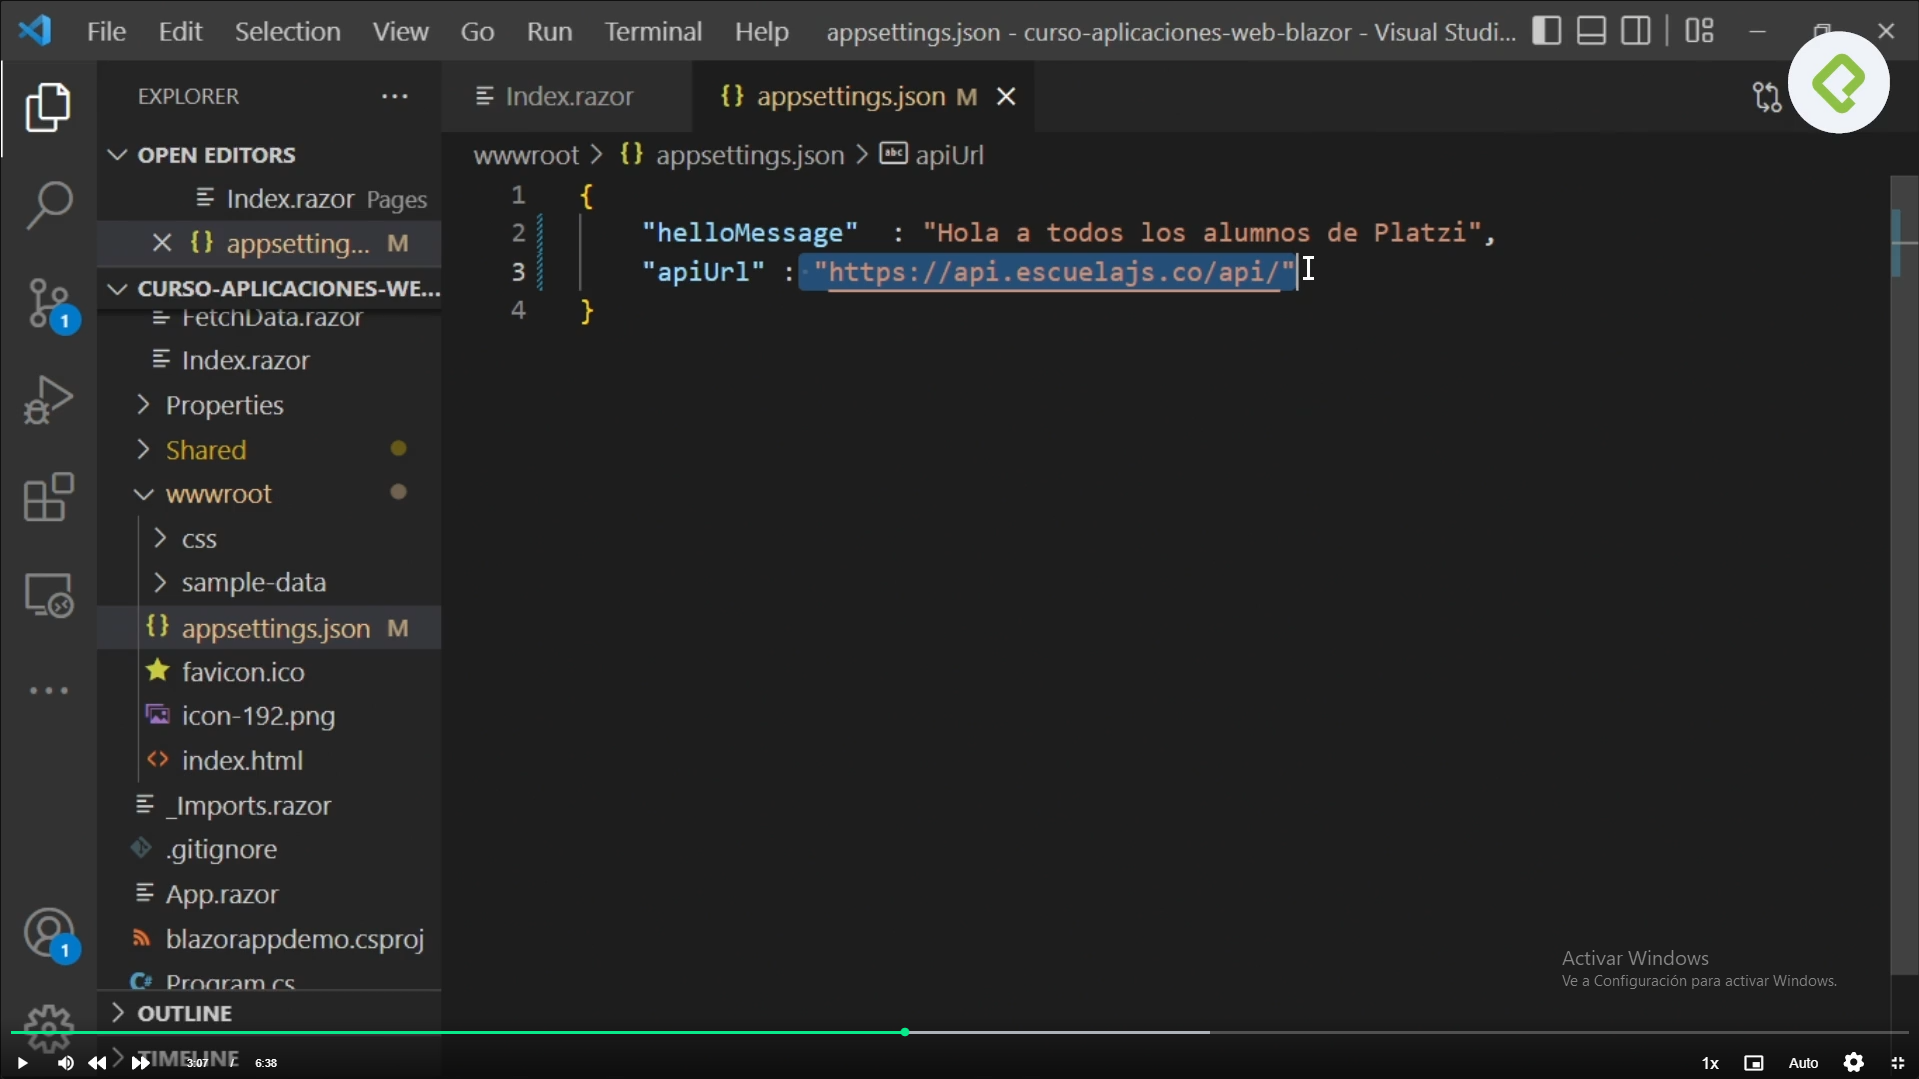 File Edit Selection View Go Run Terminal Help appsettings.json - curso-aplicaciones-web-blazor - Visual Studi...
EXPLORER ...
Index.razor
{} appsettings.json M
OPEN EDITORS
Index.razor Pages
{} appsetting... M
CURSO-APLICACIONES-WE...
FetchData.razor
Index.razor
Properties
Shared
wwwroot
css
sample-data
{} appsettings.json M
favicon.ico
icon-192.png
<> index.html
_Imports.razor
.gitignore
App.razor
blazorappdemo.csproj
C# Program.cs
OUTLINE
TIMELINE
1
1
wwwroot > {} appsettings.json > abc apiUrl
1 {
2 "helloMessage" : "Hola a todos los alumnos de Platzi",
3 "apiUrl" : "https://api.escuelajs.co/api/"
4 }
Activar Windows
Ve a Configuración para activar Windows.
3:07 / 6:38
1x Auto